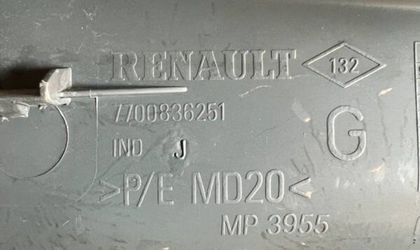 RENAULT 132
7700836251
G
IND J
>P/E MD20<
MP 3955